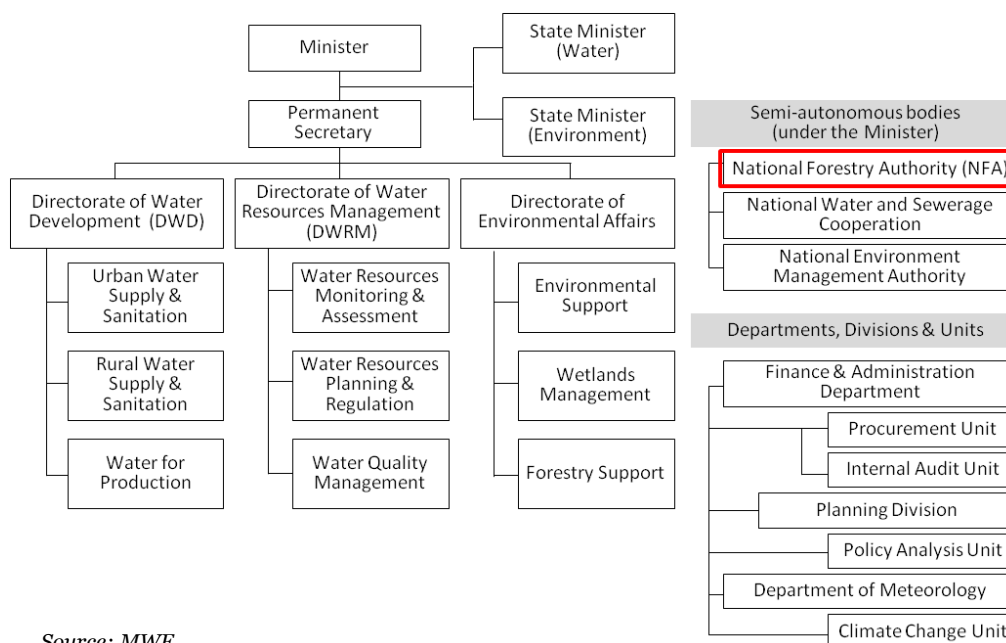 Minister
State Minister
(Water)
Permanent
Secretary
State Minister
(Environment)
Directorate of Water
Development (DWD)
Directorate of Water
Resources Management
(DWRM)
Directorate of
Environmental Affairs
Urban Water
Supply &
Sanitation
Water Resources
Monitoring &
Assessment
Environmental
Support
Rural Water
Supply &
Sanitation
Water Resources
Planning &
Regulation
Wetlands
Management
Water for
Production
Water Quality
Management
Forestry Support
Semi-autonomous bodies
(under the Minister)
National Forestry Authority (NFA)
National Water and Sewerage
Cooperation
National Environment
Management Authority
Departments, Divisions & Units
Finance & Administration
Department
Procurement Unit
Internal Audit Unit
Planning Division
Policy Analysis Unit
Department of Meteorology
Climate Change Unit
Source: MWE